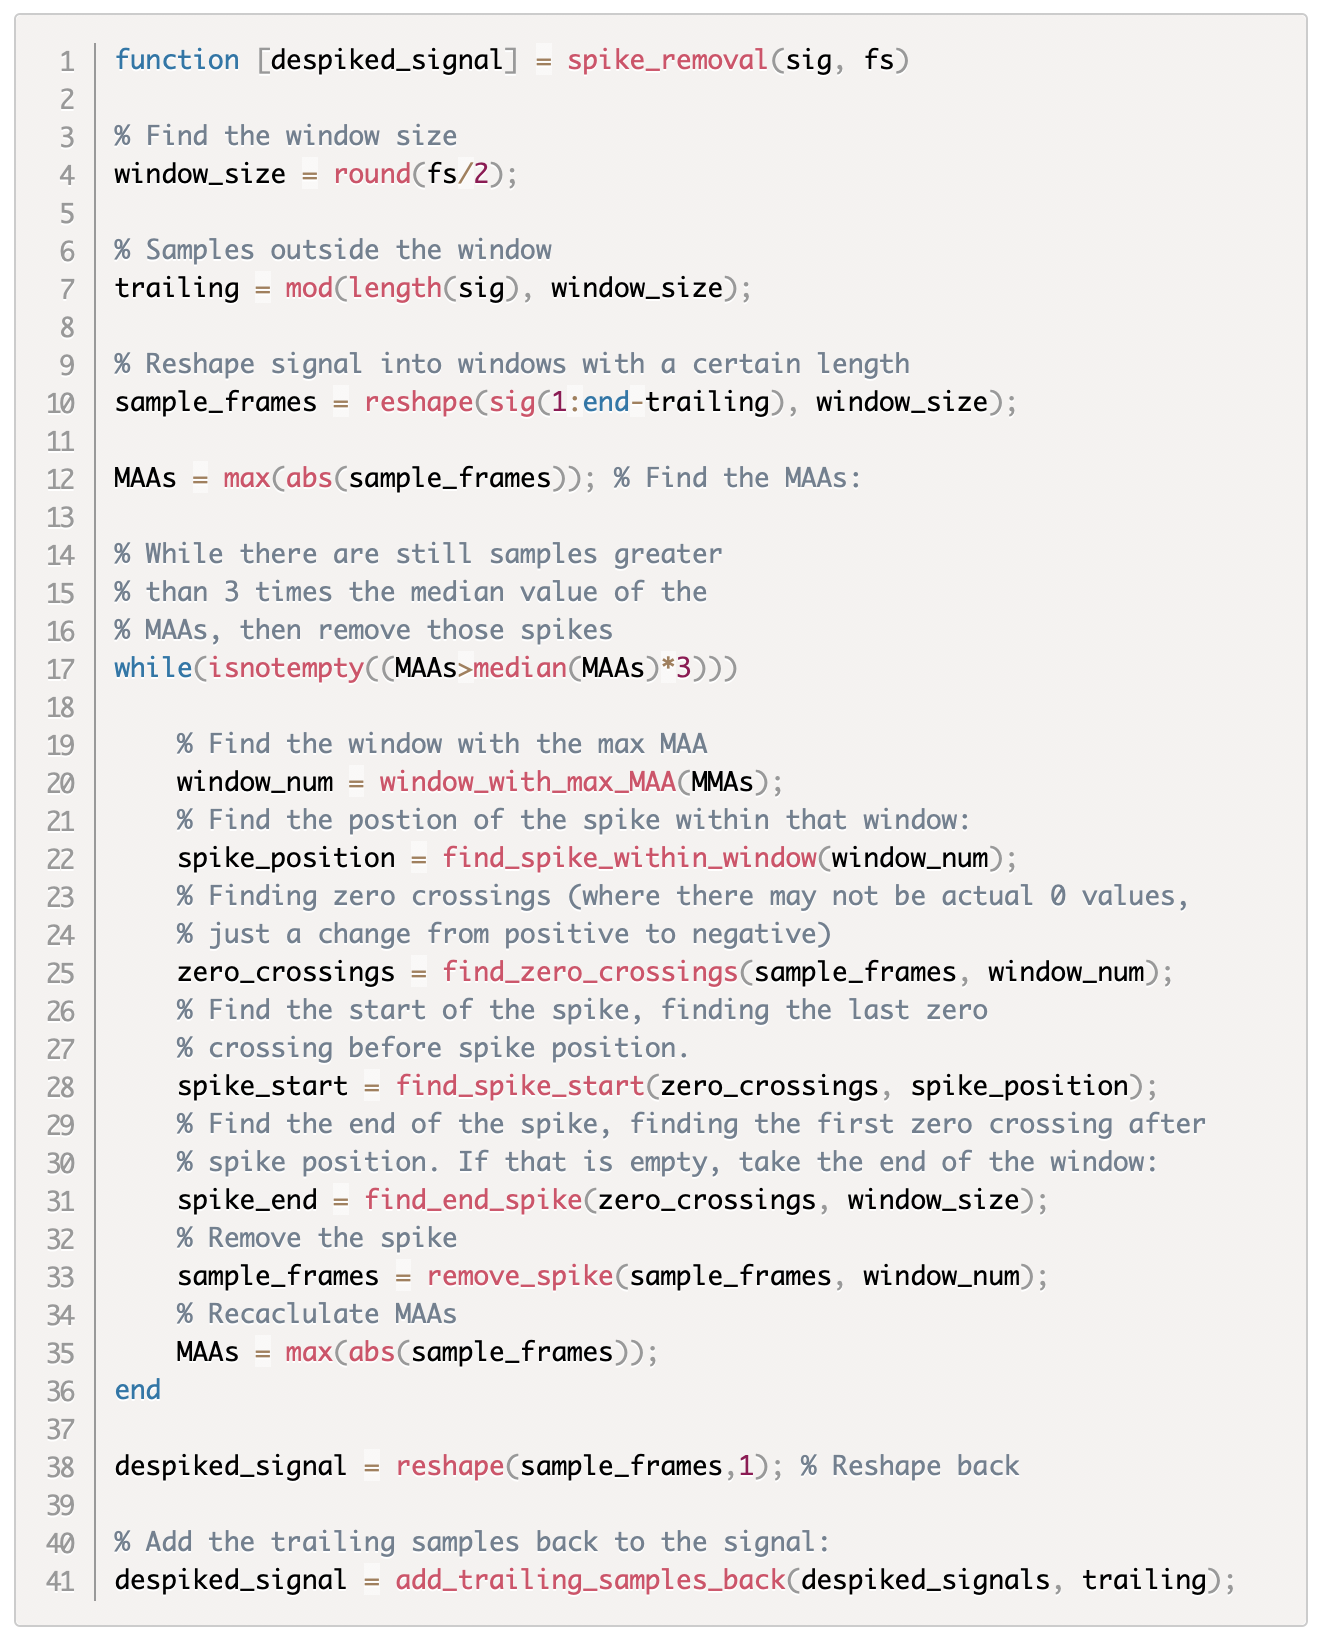 1 function [despiked_signal] = spike_removal(sig, fs)
2
3 % Find the window size
4 window_size = round(fs/2);
5
6 % Samples outside the window
7 trailing = mod(length(sig), window_size);
8
9 % Reshape signal into windows with a certain length
10 sample_frames = reshape(sig(1:end-trailing), window_size);
11
12 MAAs = max(abs(sample_frames)); % Find the MAAs:
13
14 % While there are still samples greater
15 % than 3 times the median value of the
16 % MAAs, then remove those spikes
17 while(isnotempty((MAAs>median(MAAs)*3)))
18
19     % Find the window with the max MAA
20     window_num = window_with_max_MAA(MMAs);
21     % Find the postion of the spike within that window:
22     spike_position = find_spike_within_window(window_num);
23     % Finding zero crossings (where there may not be actual 0 values,
24     % just a change from positive to negative)
25     zero_crossings = find_zero_crossings(sample_frames, window_num);
26     % Find the start of the spike, finding the last zero
27     % crossing before spike position.
28     spike_start = find_spike_start(zero_crossings, spike_position);
29     % Find the end of the spike, finding the first zero crossing after
30     % spike position. If that is empty, take the end of the window:
31     spike_end = find_end_spike(zero_crossings, window_size);
32     % Remove the spike
33     sample_frames = remove_spike(sample_frames, window_num);
34     % Recaclulate MAAs
35     MAAs = max(abs(sample_frames));
36 end
37
38 despiked_signal = reshape(sample_frames,1); % Reshape back
39
40 % Add the trailing samples back to the signal:
41 despiked_signal = add_trailing_samples_back(despiked_signals, trailing);